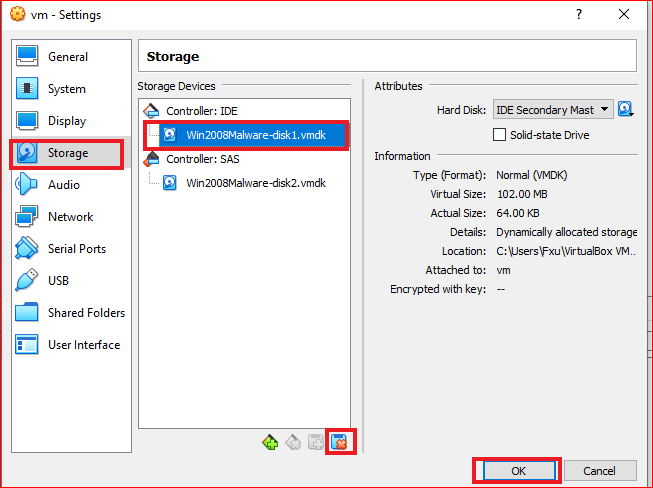 vm - Settings
?
General
System
Display
Storage
Audio
Network
Serial Ports
USB
Shared Folders
User Interface
Storage
Storage Devices
Controller: IDE
Win2008Malware-disk1.vmdk
Controller: SAS
Win2008Malware-disk2.vmdk
Attributes
Hard Disk: IDE Secondary Mast
Solid-state Drive
Information
Type (Format): Normal (VMDK)
Virtual Size: 102.00 MB
Actual Size: 64.00 KB
Details: Dynamically allocated storage
Location: C:\Users\Fxu\VirtualBox VM...
Attached to: vm
Encrypted with key: --
OK
Cancel